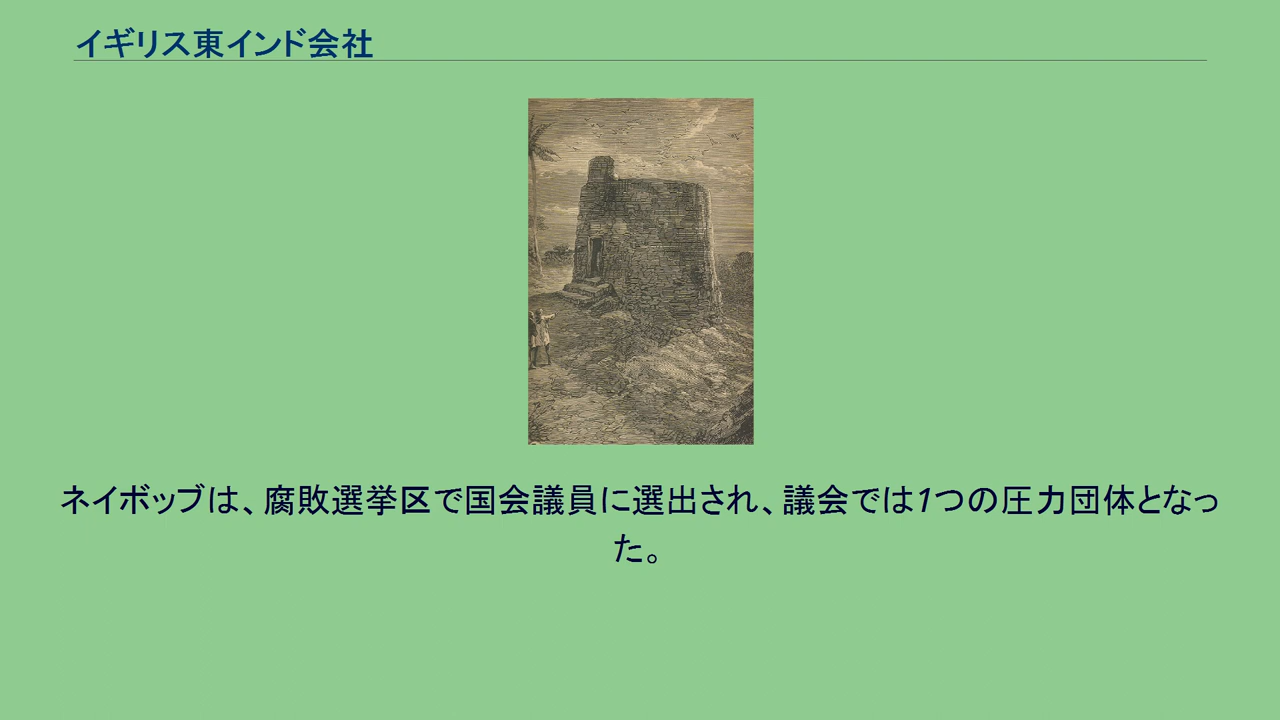 イギリス東インド会社
ネイボッブは、腐敗選挙区で国会議員に選出され、議会では1つの圧力団体となっ
た。